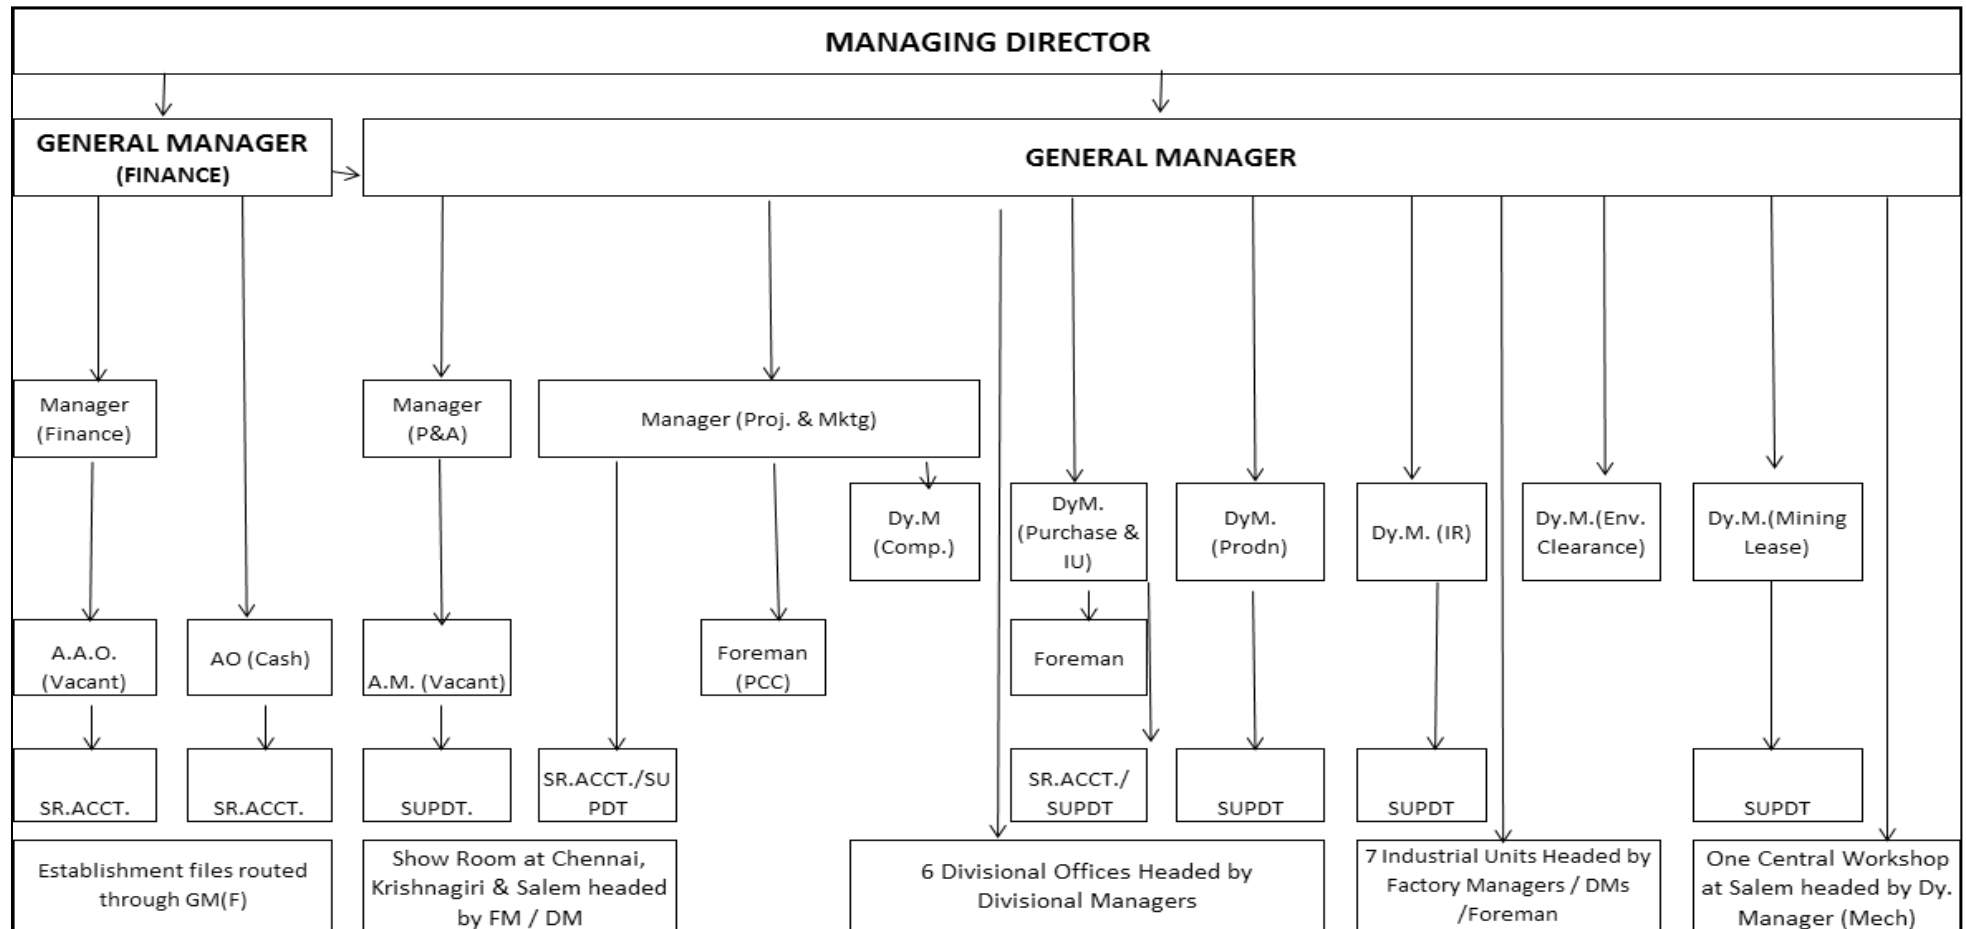 MANAGING DIRECTOR
GENERAL MANAGER
(FINANCE)
GENERAL MANAGER
Manager
(Finance)
Manager
(P&A)
Manager (Proj. & Mktg)
Dy.M
(Comp.)
DyM.
(Purchase &
IU)
DyM.
(Prodn)
Dy.M. (IR)
Dy.M.(Env.
Clearance)
Dy.M.(Mining
Lease)
A.A.O.
(Vacant)
AO (Cash)
A.M. (Vacant)
Foreman
(PCC)
Foreman
SR.ACCT.
SR.ACCT.
SUPDT.
SR.ACCT./SU
PDT
SR.ACCT./
SUPDT
SUPDT
SUPDT
SUPDT
Establishment files routed
through GM(F)
Show Room at Chennai,
Krishnagiri & Salem headed
by FM / DM
6 Divisional Offices Headed by
Divisional Managers
7 Industrial Units Headed by
Factory Managers / DMs
/Foreman
One Central Workshop
at Salem headed by Dy.
Manager (Mech)